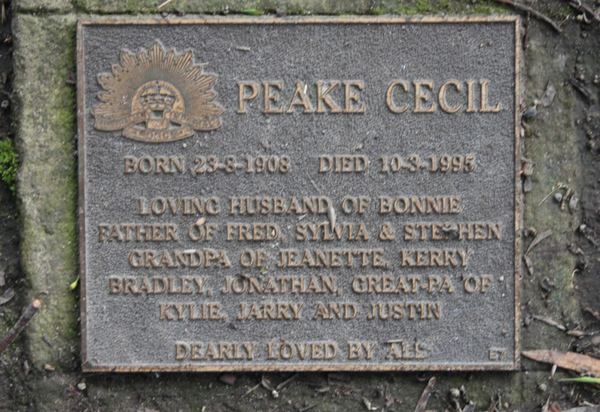 PEAKE CECIL
BORN 23-8-1908 DIED 10-3-1995
LOVING HUSBAND OF BONNIE
FATHER OF FRED, SYLVIA & STEPHEN
GRANDPA OF JEANETTE, KERRY
BRADLEY, JONATHAN, GREAT-PA OF
KYLIE, JARRY AND JUSTIN
DEARLY LOVED BY ALL
E7